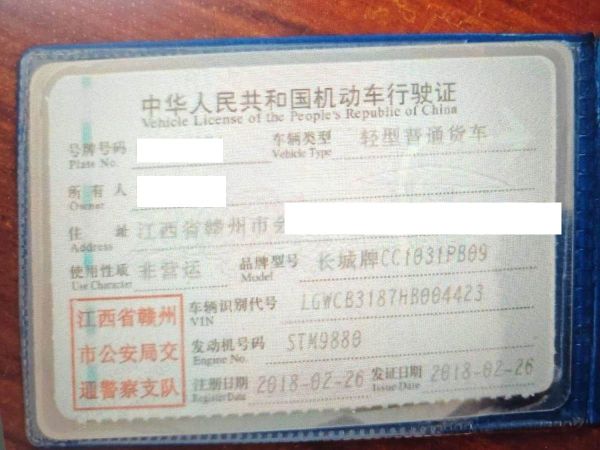 中华人民共和国机动车行驶证
Vehicle License of the People's Republic of China
号牌号码 车辆类型 轻型普通货车
Plate No. Vehicle Type
所有人
Owner
住址 江西省赣州市
Address
使用性质 非营运 品牌型号 长城牌CC1031PB09
Use Character Model
江西省赣州
市公安局交
通警察支队
车辆识别代号 LGWCB3187HB004423
VIN
发动机号码 STM9880
Engine No.
注册日期 2018-02-26 发证日期 2018-02-26
Register Date Issue Date